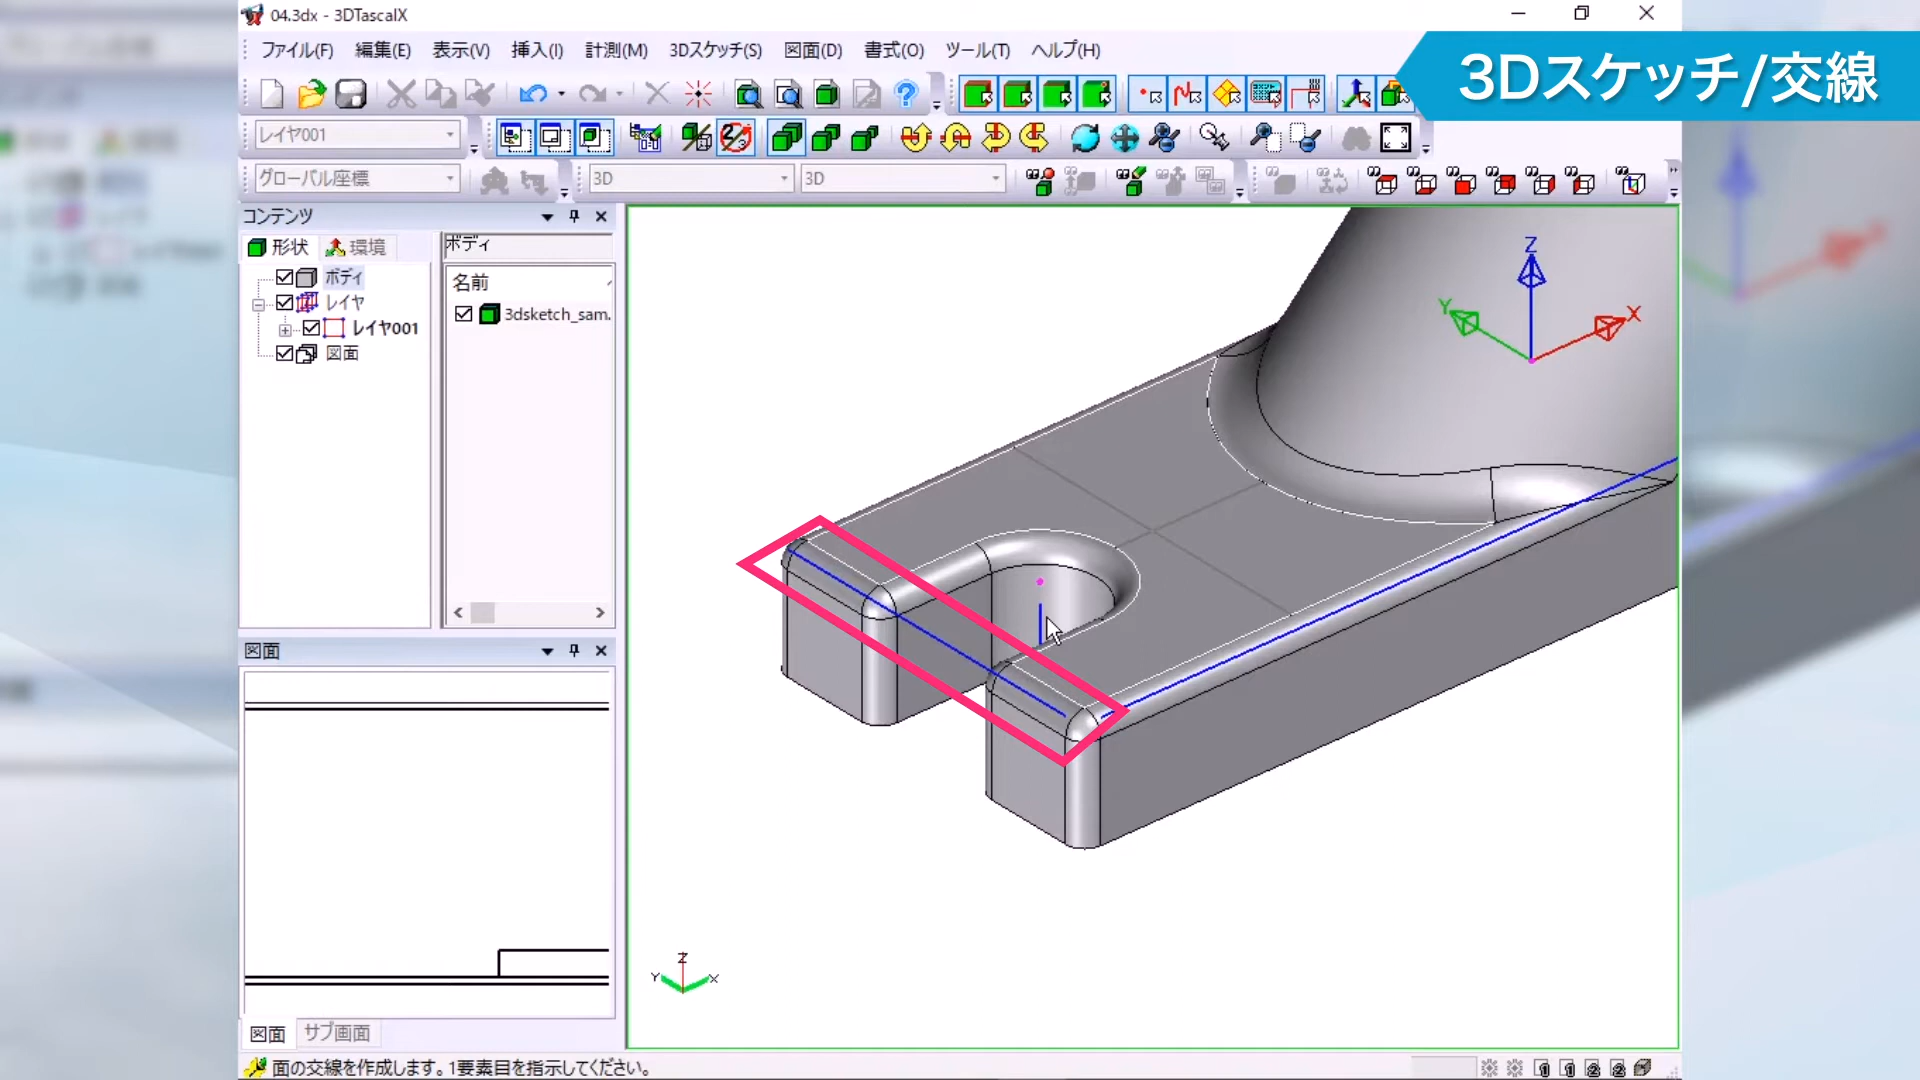 04.3dx - 3DTascalX
ファイル(F) 編集(E) 表示(V) 挿入(I) 計測(M) 3Dスケッチ(S) 図面(D) 書式(O) ツール(T) ヘルプ(H)
3Dスケッチ/交線
レイヤ001
グローバル座標
3D
3D
コンテンツ
形状
環境
ボディ
ボディ
レイヤ
レイヤ001
図面
名前
3dsketch_sam.
Z
Y
X
図面
Z
Y
X
図面
サブ画面
面の交線を作成します。1要素目を指示してください。